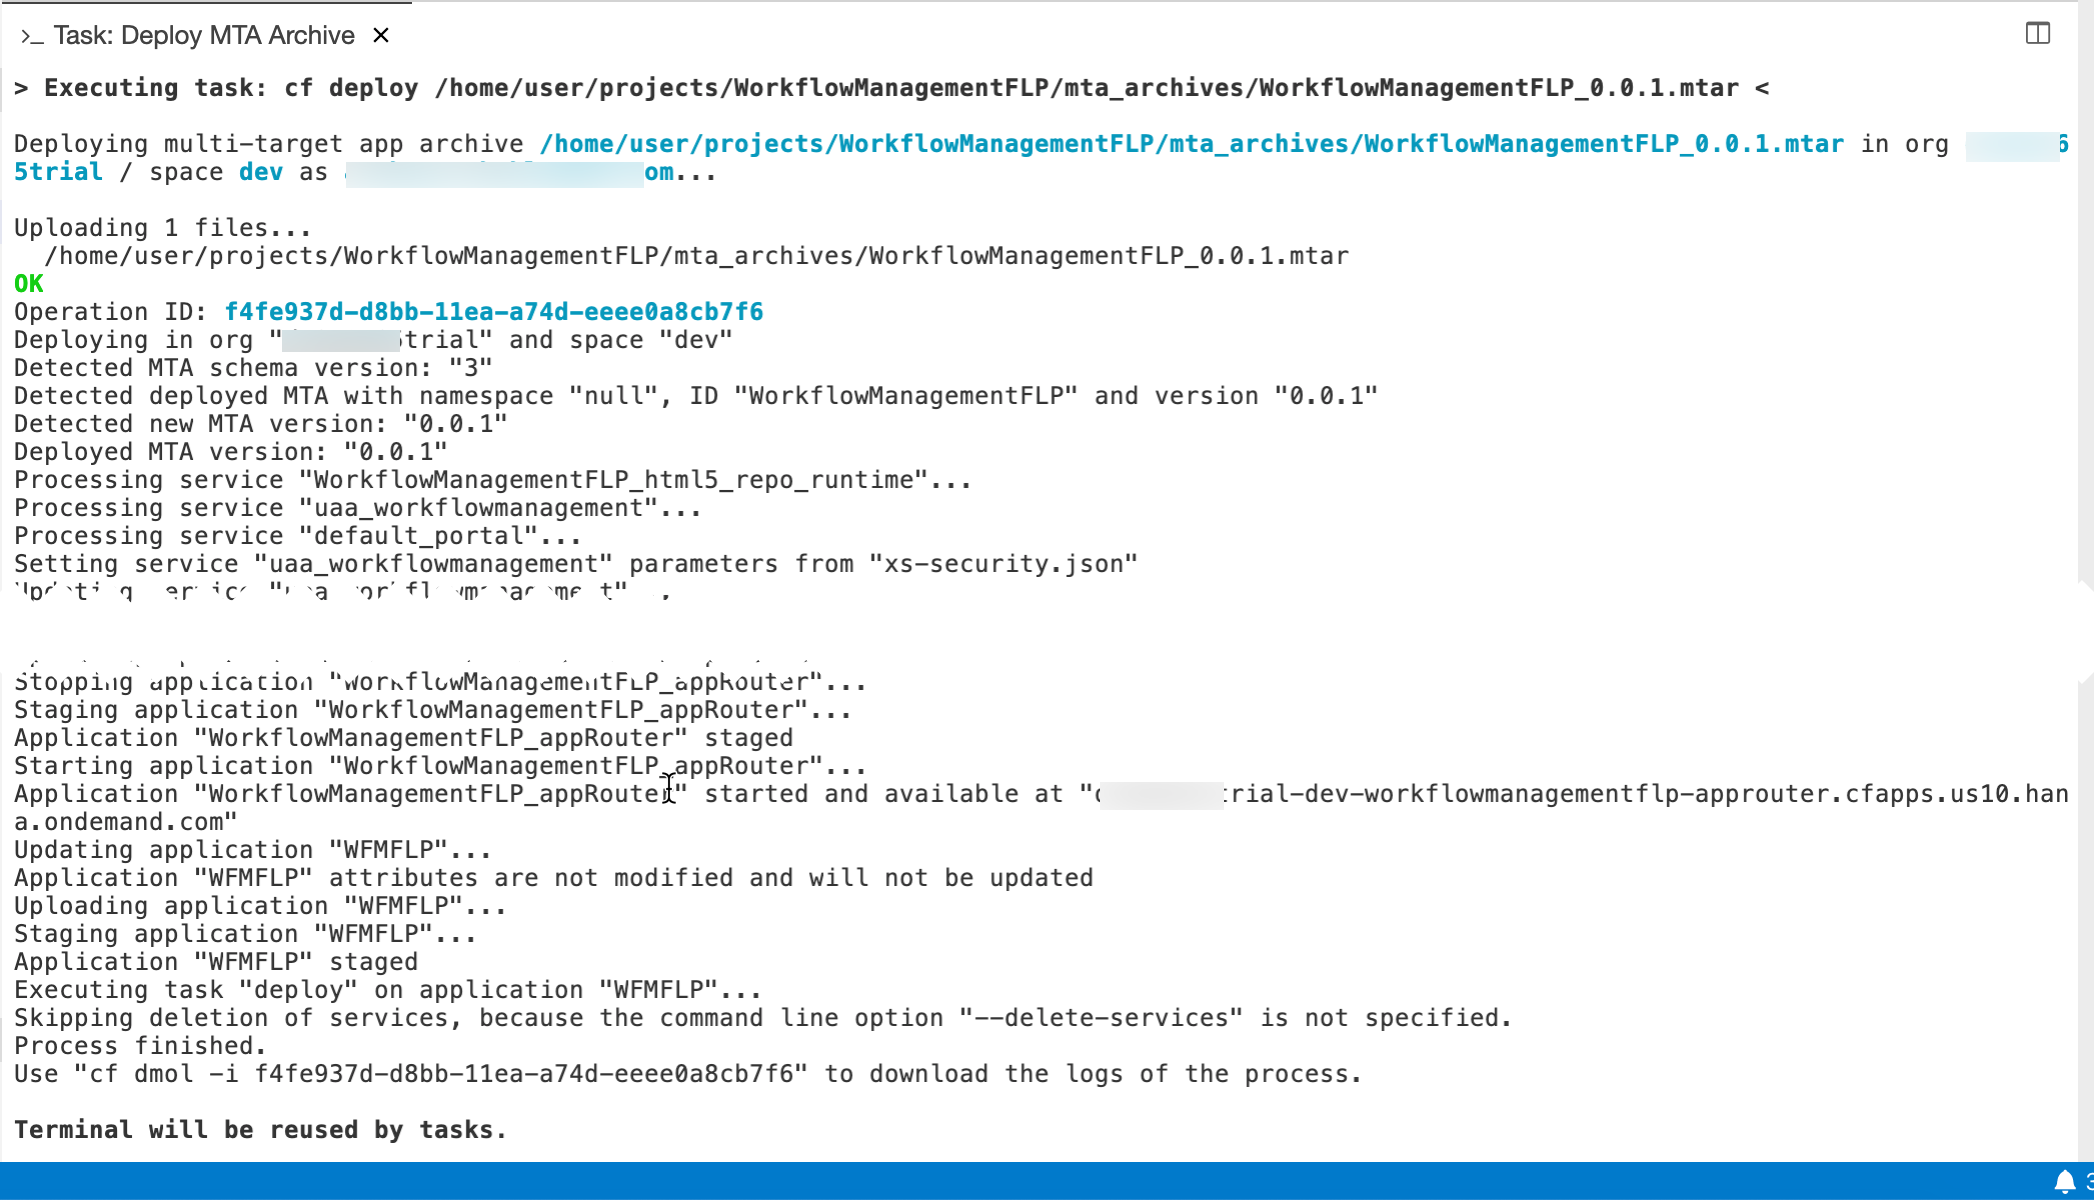 >_ Task: Deploy MTA Archive ×
> Executing task: cf deploy /home/user/projects/WorkflowManagementFLP/mta_archives/WorkflowManagementFLP_0.0.1.mtar <
Deploying multi-target app archive /home/user/projects/WorkflowManagementFLP/mta_archives/WorkflowManagementFLP_0.0.1.mtar in org 6
5trial / space dev as om...
Uploading 1 files...
/home/user/projects/WorkflowManagementFLP/mta_archives/WorkflowManagementFLP_0.0.1.mtar
OK
Operation ID: f4fe937d-d8bb-11ea-a74d-eeee0a8cb7f6
Deploying in org "trial" and space "dev"
Detected MTA schema version: "3"
Detected deployed MTA with namespace "null", ID "WorkflowManagementFLP" and version "0.0.1"
Detected new MTA version: "0.0.1"
Deployed MTA version: "0.0.1"
Processing service "WorkflowManagementFLP_html5_repo_runtime"...
Processing service "uaa_workflowmanagement"...
Processing service "default_portal"...
Setting service "uaa_workflowmanagement" parameters from "xs-security.json"
Updating service "uaa_workflowmanagement"...
Stopping application "WorkflowManagementFLP_appRouter"...
Staging application "WorkflowManagementFLP_appRouter"...
Application "WorkflowManagementFLP_appRouter" staged
Starting application "WorkflowManagementFLP_appRouter"...
Application "WorkflowManagementFLP_appRouter" started and available at "trial-dev-workflowmanagementflp-approuter.cfapps.us10.han
a.ondemand.com"
Updating application "WFMFLP"...
Application "WFMFLP" attributes are not modified and will not be updated
Uploading application "WFMFLP"...
Staging application "WFMFLP"...
Application "WFMFLP" staged
Executing task "deploy" on application "WFMFLP"...
Skipping deletion of services, because the command line option "--delete-services" is not specified.
Process finished.
Use "cf dmol -i f4fe937d-d8bb-11ea-a74d-eeee0a8cb7f6" to download the logs of the process.
Terminal will be reused by tasks.